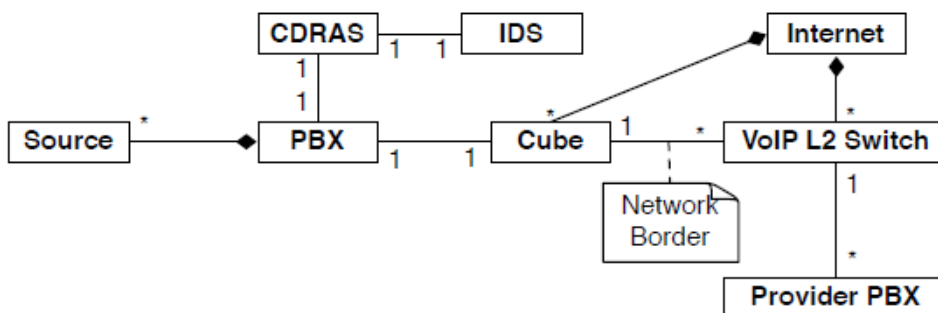 CDRAS
1
1
IDS
Internet
1
1
*
*
Source
*
PBX
1
1
Cube
1
*
VoIP L2 Switch
1
Network
Border
*
Provider PBX